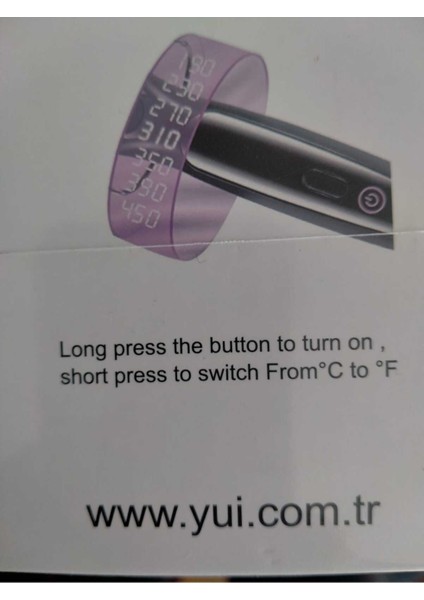 190
230
270
310
350
390
450
Long press the button to turn on ,
short press to switch From°C to °F
www.yui.com.tr